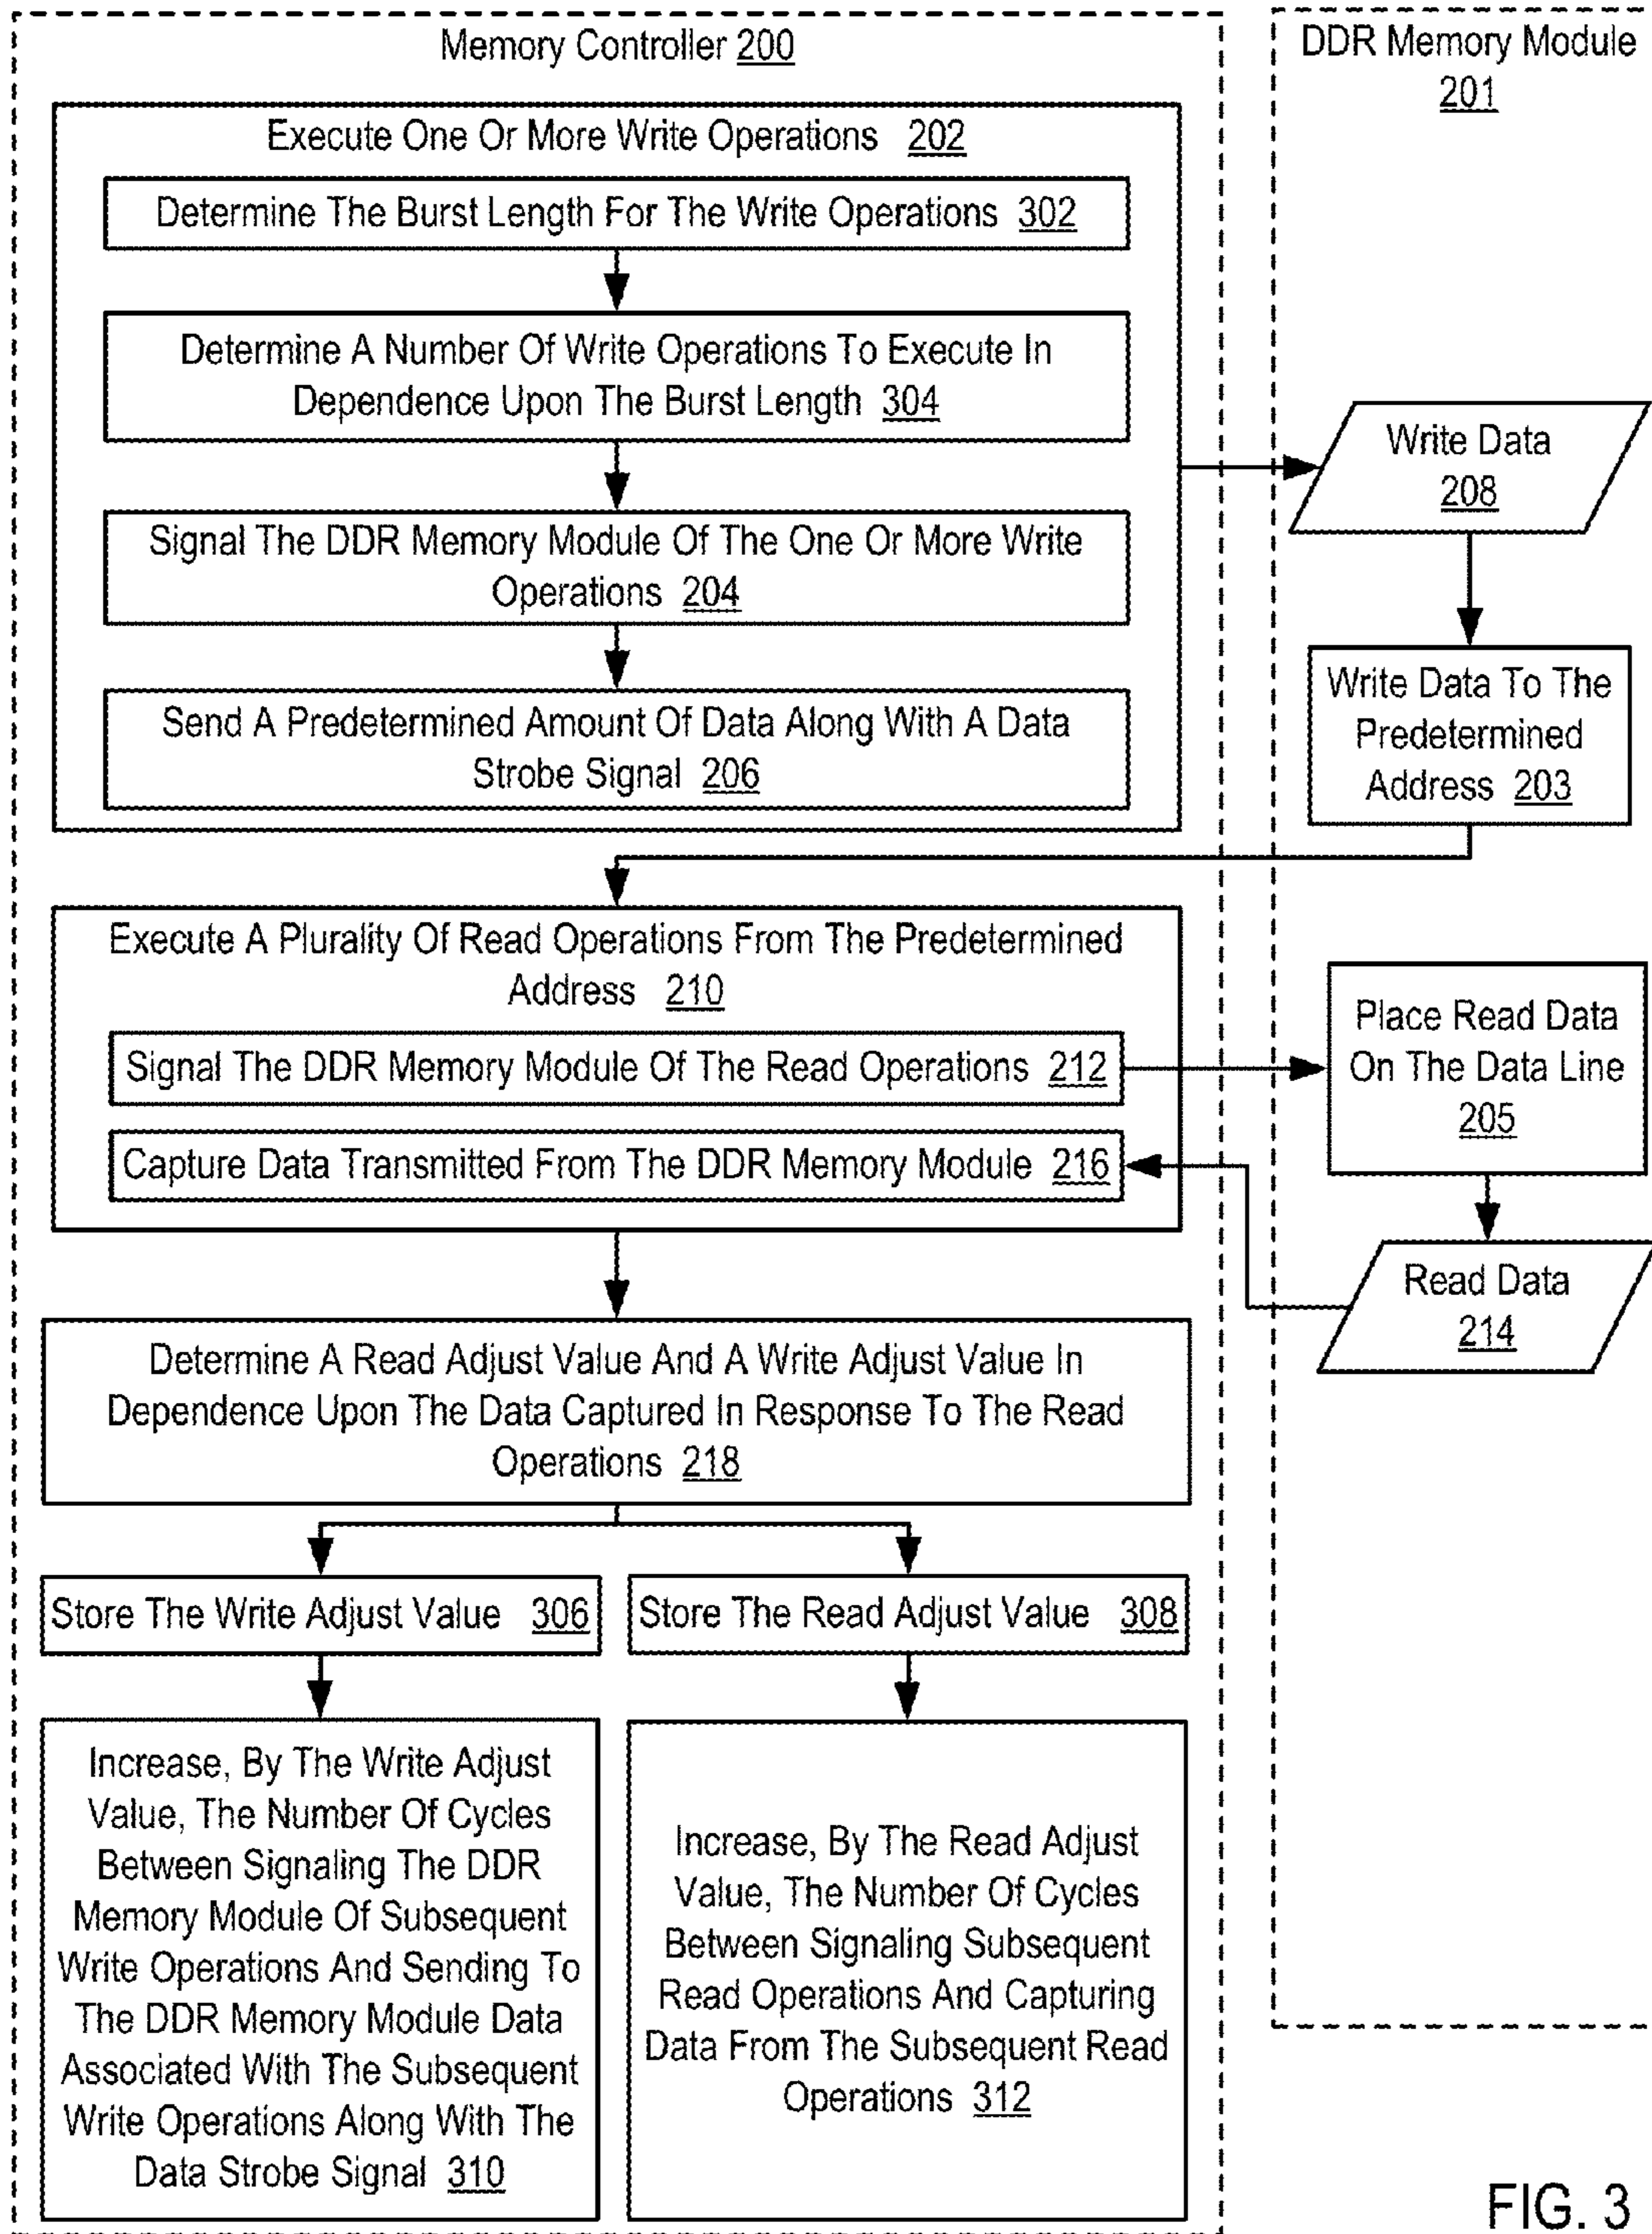 Memory Controller 200
Execute One Or More Write Operations 202
Determine The Burst Length For The Write Operations 302
Determine A Number Of Write Operations To Execute In
Dependence Upon The Burst Length 304
Signal The DDR Memory Module Of The One Or More Write
Operations 204
Send A Predetermined Amount Of Data Along With A Data
Strobe Signal 206
DDR Memory Module
201
Write Data
208
Write Data To The
Predetermined
Address 203
Execute A Plurality Of Read Operations From The Predetermined
Address 210
Signal The DDR Memory Module Of The Read Operations 212
Capture Data Transmitted From The DDR Memory Module 216
Place Read Data
On The Data Line
205
Read Data
214
Determine A Read Adjust Value And A Write Adjust Value In
Dependence Upon The Data Captured In Response To The Read
Operations 218
Store The Write Adjust Value 306
Store The Read Adjust Value 308
Increase, By The Write Adjust
Value, The Number Of Cycles
Between Signaling The DDR
Memory Module Of Subsequent
Write Operations And Sending To
The DDR Memory Module Data
Associated With The Subsequent
Write Operations Along With The
Data Strobe Signal 310
Increase, By The Read Adjust
Value, The Number Of Cycles
Between Signaling Subsequent
Read Operations And Capturing
Data From The Subsequent Read
Operations 312
FIG. 3